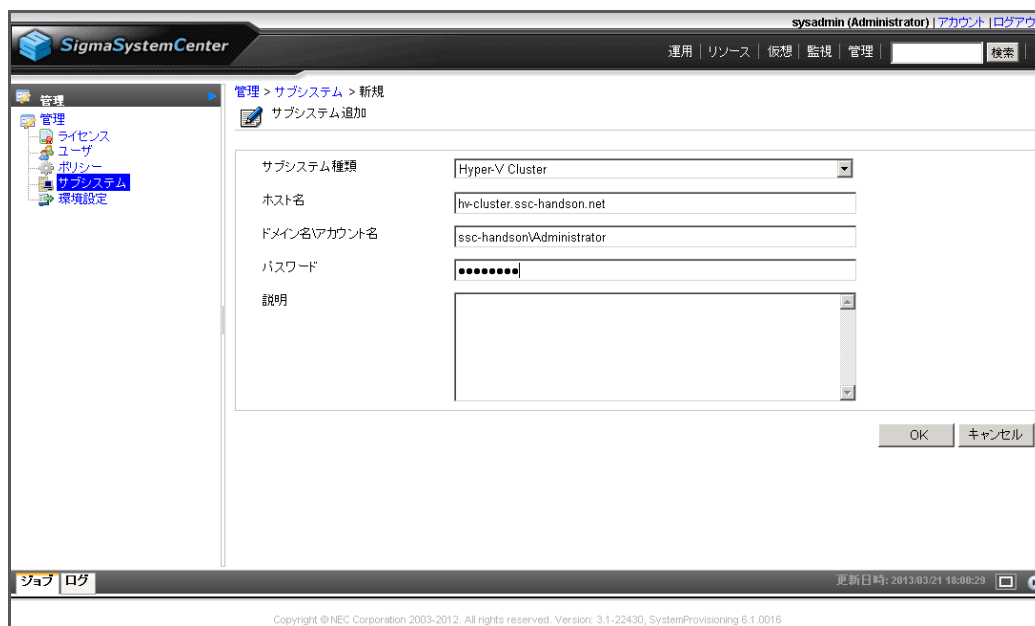 sysadmin (Administrator) | アカウント | ログアウ
SigmaSystemCenter
運用 | リソース | 仮想 | 監視 | 管理 | 検索
管理
管理
ライセンス
ユーザ
ポリシー
サブシステム
環境設定
管理 > サブシステム > 新規
サブシステム追加
サブシステム種類 Hyper-V Cluster
ホスト名 hv-cluster.ssc-handson.net
ドメイン名\アカウント名 ssc-handson\Administrator
パスワード ●●●●●●●●
説明
OK キャンセル
ジョブ ログ
更新日時: 2013/03/21 18:00:29
Copyright © NEC Corporation 2003-2012. All rights reserved. Version: 3.1-22430, SystemProvisioning 6.1.0016